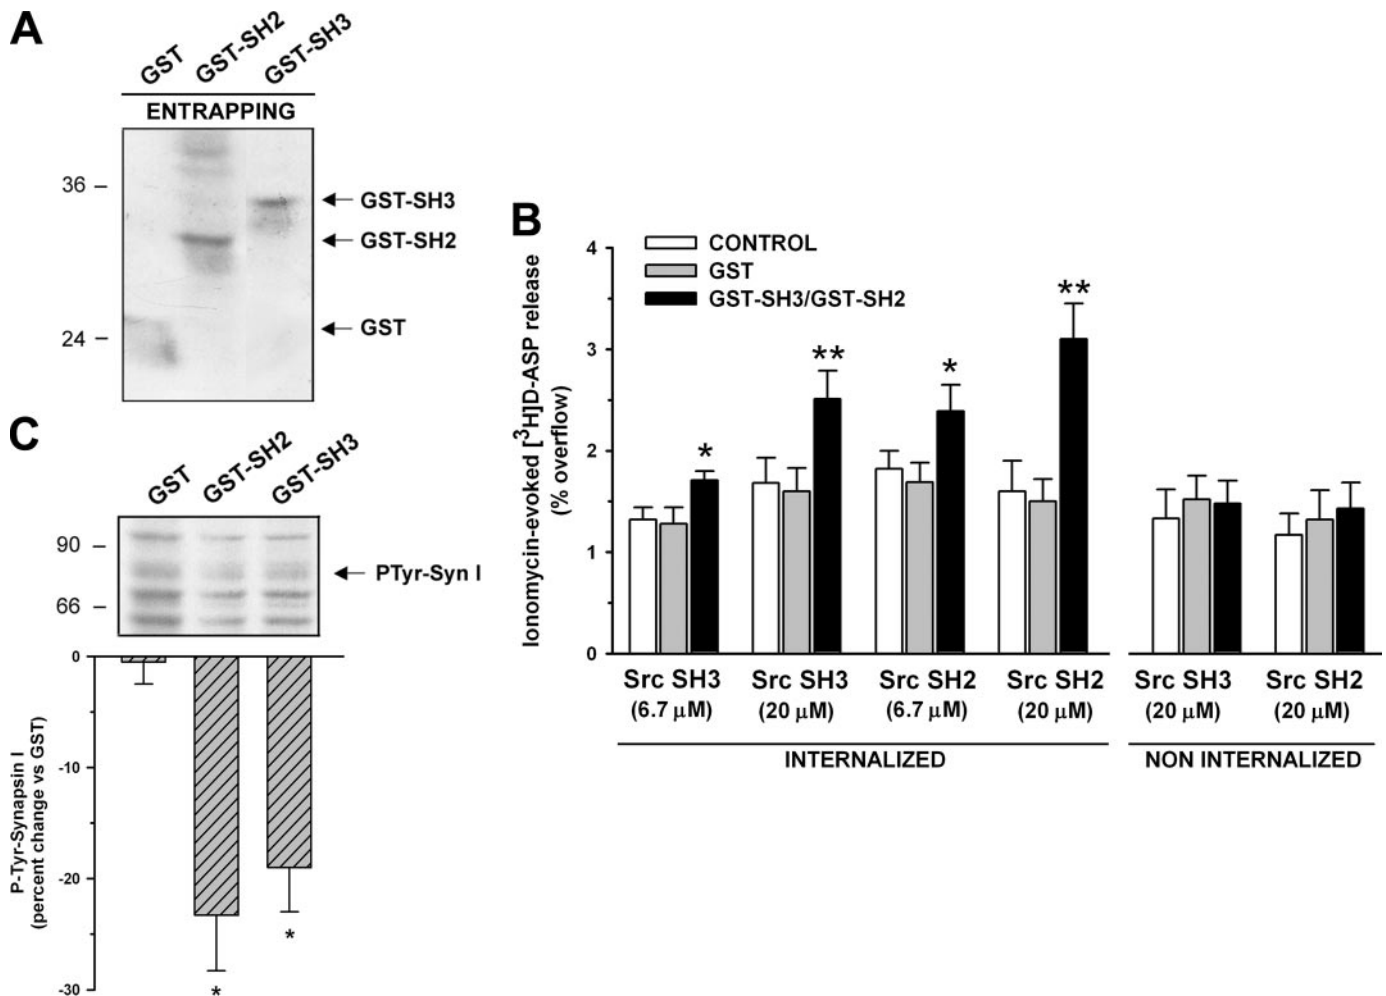 A
GST
GST-SH2
GST-SH3
ENTRAPPING
36
24
GST-SH3
GST-SH2
GST
B
Ionomycin-evoked [³H]D-ASP release
(% overflow)
4
3
2
1
0
CONTROL
GST
GST-SH3/GST-SH2
*
**
*
**
Src SH3 Src SH3 Src SH2 Src SH2 Src SH3 Src SH2
(6.7 µM) (20 µM) (6.7 µM) (20 µM) (20 µM) (20 µM)
INTERNALIZED NON INTERNALIZED
C
GST
GST-SH2
GST-SH3
90
66
PTyr-Syn I
P-Tyr-Synapsin I
(percent change vs GST)
0
-10
-20
-30
*
*